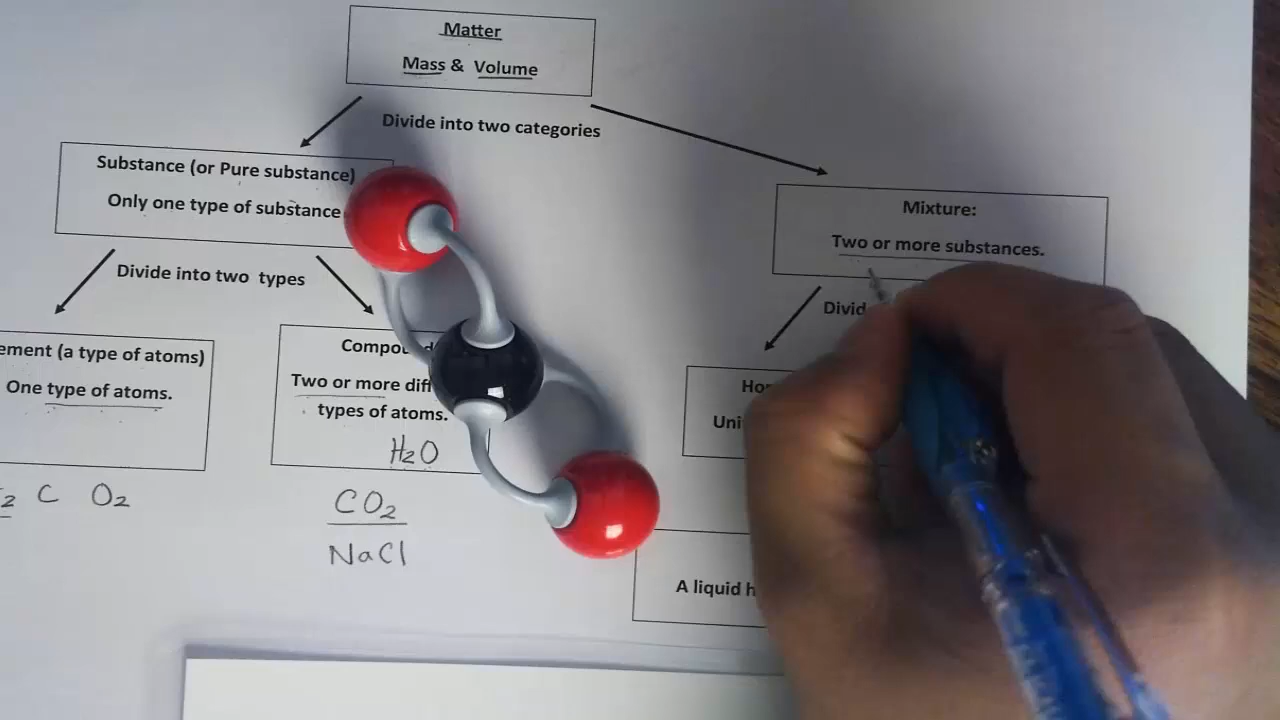 Matter
Mass & Volume
Divide into two categories
Substance (or Pure substance)
Only one type of substance
Mixture:
Two or more substances.
Divide into two types
(a type of atoms)
One type of atoms.
Two or more
types of atoms.
H2O
C O2
CO2
NaCl
A liquid